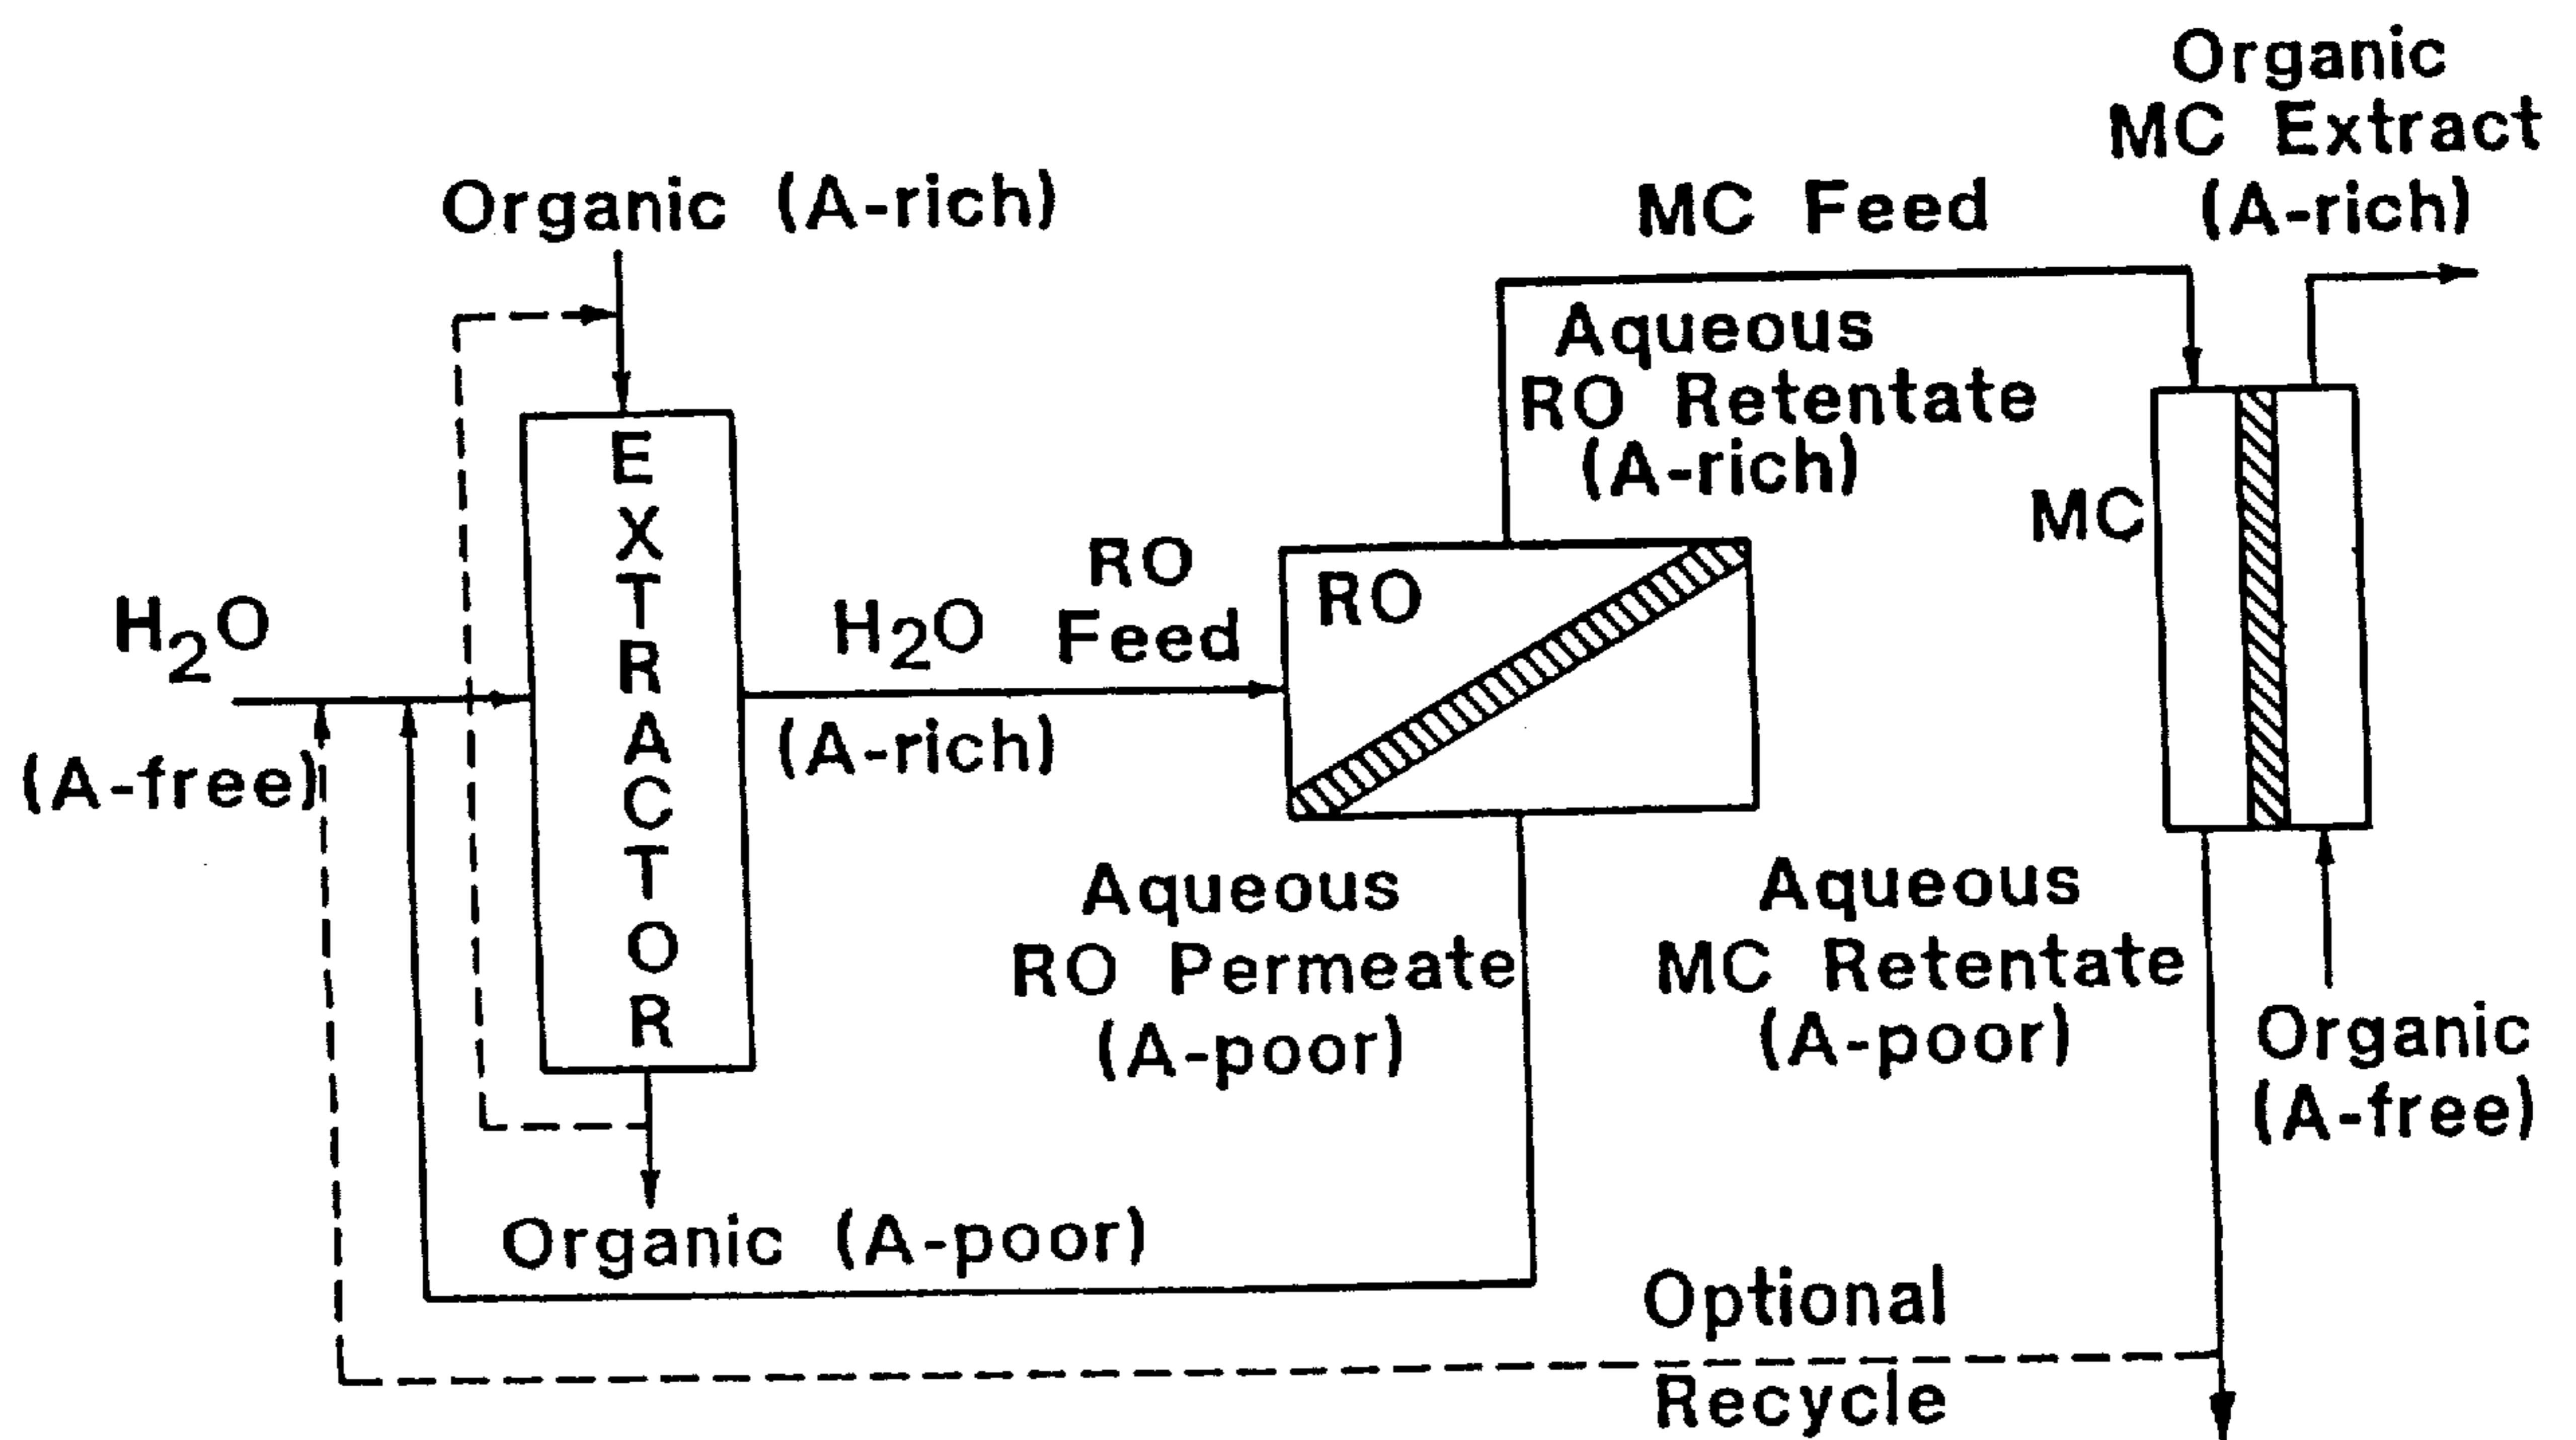 Organic
MC Extract
(A-rich)
Organic (A-rich)
MC Feed
Aqueous
RO Retentate
(A-rich)
EXTRACTOR
MC
RO
Feed
RO
H₂O
H₂O
(A-rich)
(A-free)
Aqueous
RO Permeate
(A-poor)
Aqueous
MC Retentate
(A-poor)
Organic
(A-free)
Organic (A-poor)
Optional
Recycle